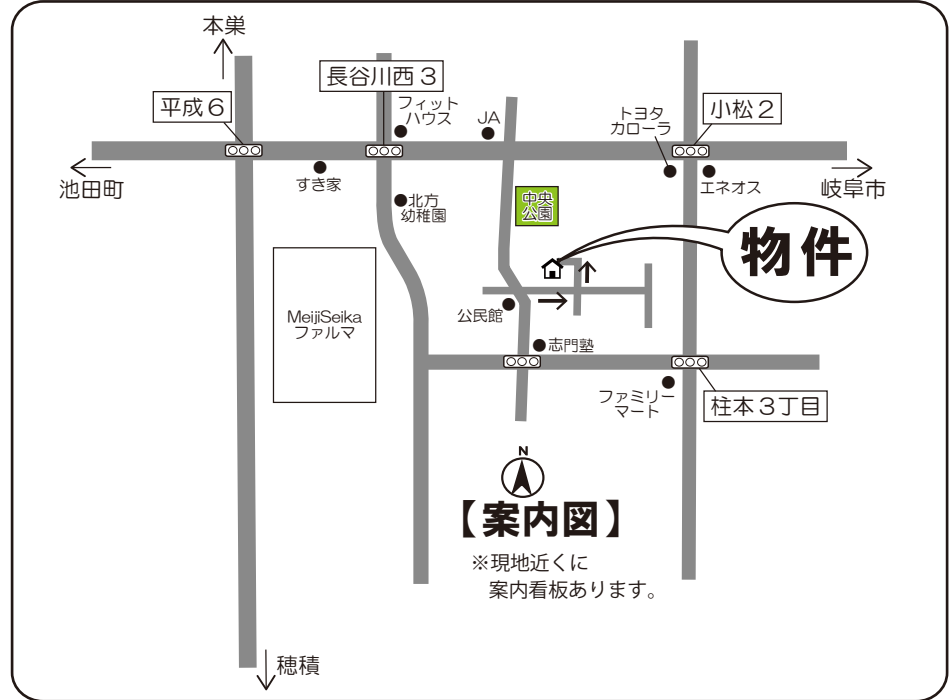 本巣
長谷川西3
平成6
フィット
ハウス
JA
トヨタ
カローラ
小松2
池田町
すき家
エネオス
岐阜市
北方
幼稚園
中央
公園
物件
MeijiSeika
ファルマ
公民館
志門塾
ファミリー
マート
柱本3丁目
N
【案内図】
※現地近くに
案内看板あります。
穂積